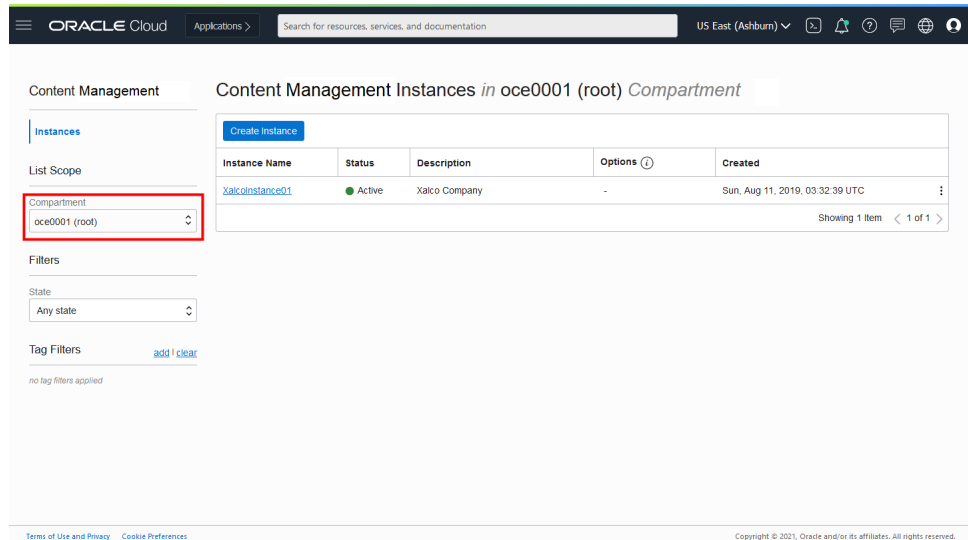 ORACLE Cloud
Applications >
Search for resources, services, and documentation
US East (Ashburn)
Content Management
Instances
List Scope
Compartment
oce0001 (root)
Filters
State
Any state
Tag Filters
add | clear
no tag filters applied
Content Management Instances in oce0001 (root) Compartment
Create Instance
Instance Name Status Description Options i Created
XalcoInstance01 Active Xalco Company - Sun, Aug 11, 2019, 03:32:39 UTC
Showing 1 Item < 1 of 1 >
Terms of Use and Privacy Cookie Preferences
Copyright © 2021, Oracle and/or its affiliates. All rights reserved.